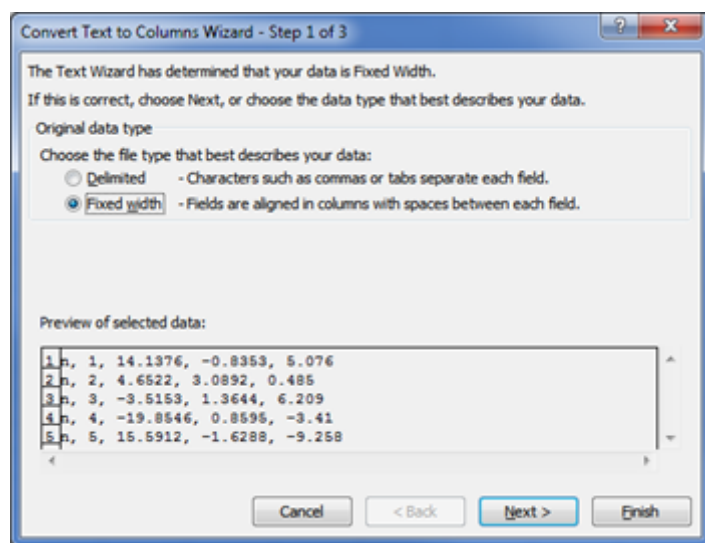 Convert Text to Columns Wizard - Step 1 of 3
The Text Wizard has determined that your data is Fixed Width.
If this is correct, choose Next, or choose the data type that best describes your data.
Original data type
Choose the file type that best describes your data:
Delimited - Characters such as commas or tabs separate each field.
Fixed width - Fields are aligned in columns with spaces between each field.
Preview of selected data:
1 n, 1, 14.1376, -0.8353, 5.076
2 n, 2, 4.6522, 3.0892, 0.485
3 n, 3, -3.5153, 1.3644, 6.209
4 n, 4, -19.8546, 0.8595, -3.41
5 n, 5, 15.5912, -1.6288, -9.258
Cancel < Back Next > Finish